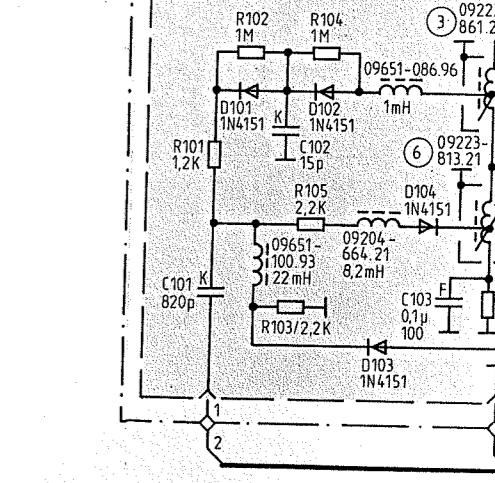 R102
1M
R104
1M
3
0922
861.2
09651-086.96
1mH
D101
1N4151
K
D102
1N4151
C102
15p
R101
1,2K
6
09223-
813.21
R105
2,2K
D104
1N4151
09651-
100.93
22mH
09204-
664.21
8,2mH
C101
820p
K
R103/2,2K
F
C103
0,1µ
100
D103
1N4151
1
2